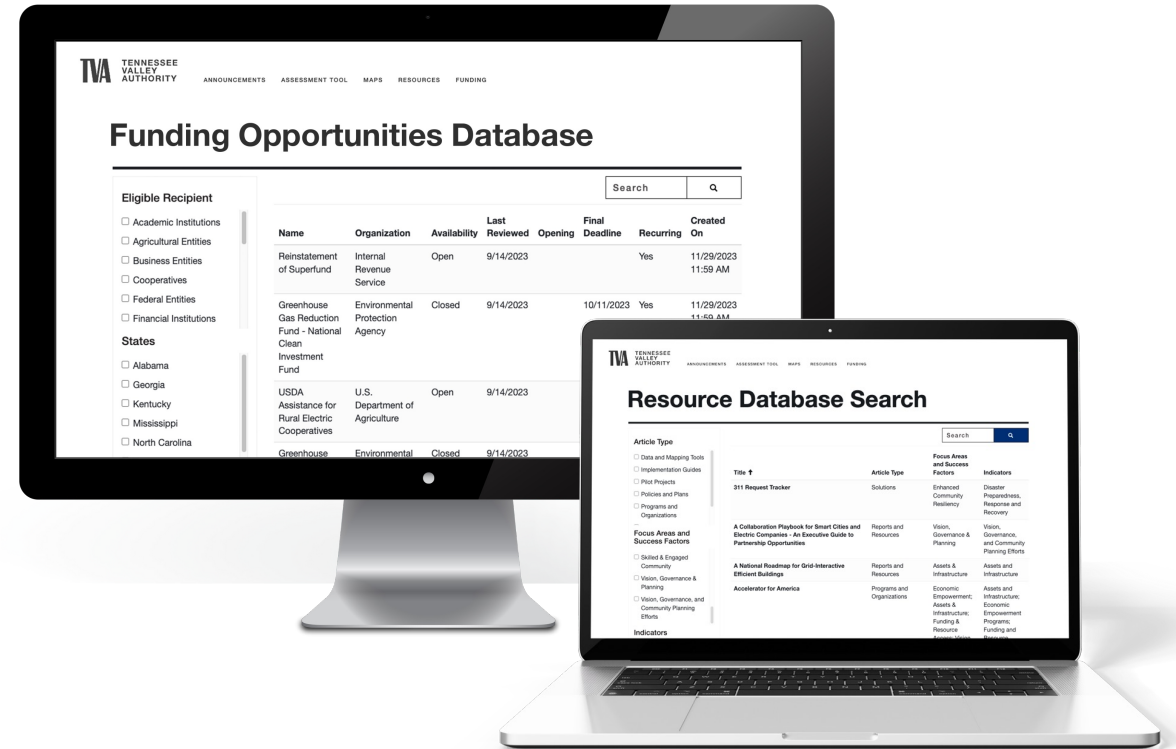 TVA TENNESSEE
VALLEY
AUTHORITY
ANNOUNCEMENTS ASSESSMENT TOOL MAPS RESOURCES FUNDING
Funding Opportunities Database
Search
Eligible Recipient
Academic Institutions
Agricultural Entities
Business Entities
Cooperatives
Federal Entities
Financial Institutions
States
Alabama
Georgia
Kentucky
Mississippi
North Carolina
Name Organization Availability Last Reviewed Opening Final Deadline Recurring Created On
Reinstatement Internal Open 9/14/2023 Yes 11/29/2023
of Superfund Revenue 11:59 AM
Service
Greenhouse Environmental Closed 9/14/2023 10/11/2023 Yes 11/29/2023
Gas Reduction Protection 11:59 AM
Fund - National Agency
Clean
Investment
Fund
USDA U.S. Open 9/14/2023
Assistance for Department of
Rural Electric Agriculture
Cooperatives
Greenhouse Environmental Closed 9/14/2023
TVA TENNESSEE
VALLEY
AUTHORITY
ANNOUNCEMENTS ASSESSMENT TOOL MAPS RESOURCES FUNDING
Resource Database Search
Search
Article Type
Data and Mapping Tools
Implementation Guides
Pilot Projects
Policies and Plans
Programs and
Organizations
Focus Areas and
Success Factors
Skilled & Engaged
Community
Vision, Governance &
Planning
Vision, Governance, and
Community Planning
Efforts
Indicators
Title ↑ Article Type Focus Areas and Success Factors Indicators
311 Request Tracker Solutions Enhanced Disaster
Community Preparedness,
Resiliency Response and
Recovery
A Collaboration Playbook for Smart Cities and Reports and Vision, Vision,
Electric Companies - An Executive Guide to Resources Governance & Governance,
Partnership Opportunities Planning and Community
Planning Efforts
A National Roadmap for Grid-Interactive Reports and Assets & Assets and
Efficient Buildings Resources Infrastructure Infrastructure
Accelerator for America Programs and Economic Assets and
Organizations Empowerment; Infrastructure;
Assets & Economic
Infrastructure; Empowerment
Funding & Programs;
Resource Funding and
Access; Vision Resource